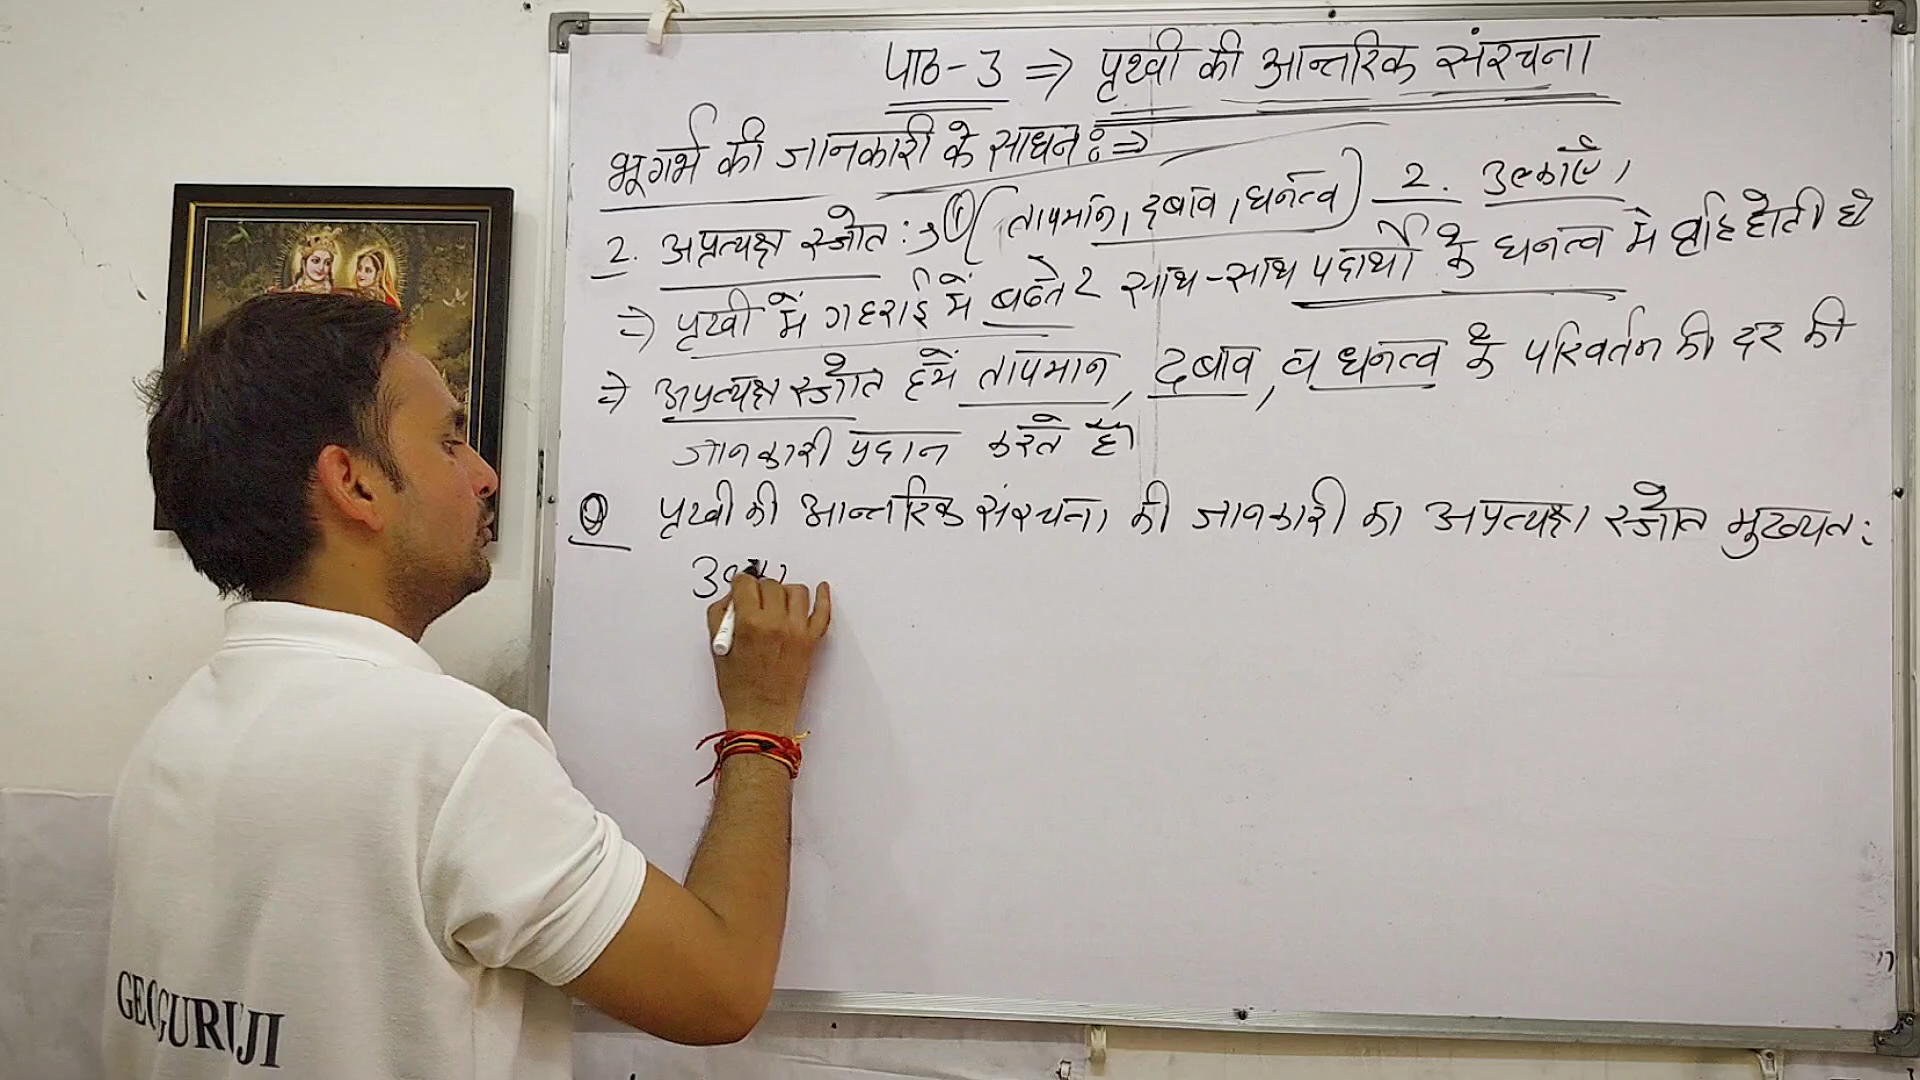 पाठ-3 ⇒ पृथ्वी की आन्तरिक संरचना
भूगर्भ की जानकारी के साधन:⇒
2. अप्रत्यक्ष स्त्रोत :→① (तापमान, दबाव, घनत्व) 2. उल्काएँ।
⇒ पृथ्वी में गहराई में बढते २ साथ-साथ पदार्थो के घनत्व मे वृद्धि होती है
⇒ अप्रत्यक्ष स्त्रोत हमें तापमान, दबाव, व घनत्व के परिवर्तन की दर की
जानकारी प्रदान करते है।
Q पृथ्वी की आन्तरिक संरचना की जानकारी का अप्रत्यक्ष स्त्रोत मुख्यत:
GEOGURUJI